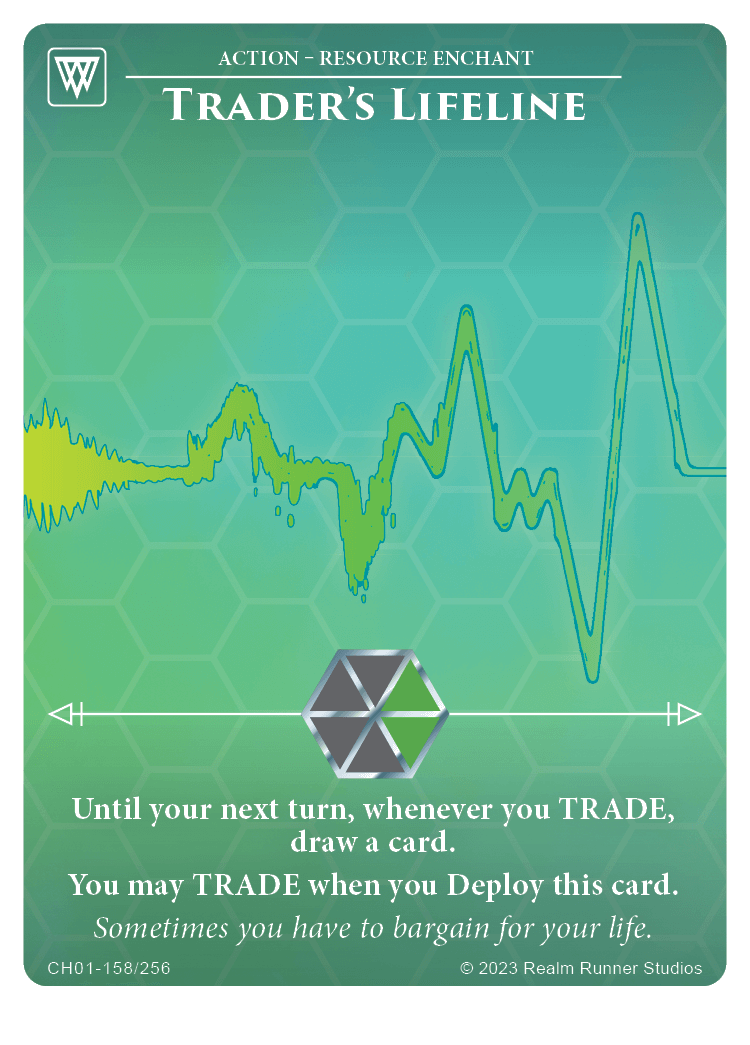 ACTION – RESOURCE ENCHANT
TRADER'S LIFELINE
Until your next turn, whenever you TRADE,
draw a card.
You may TRADE when you Deploy this card.
Sometimes you have to bargain for your life.
CH01-158/256 © 2023 Realm Runner Studios